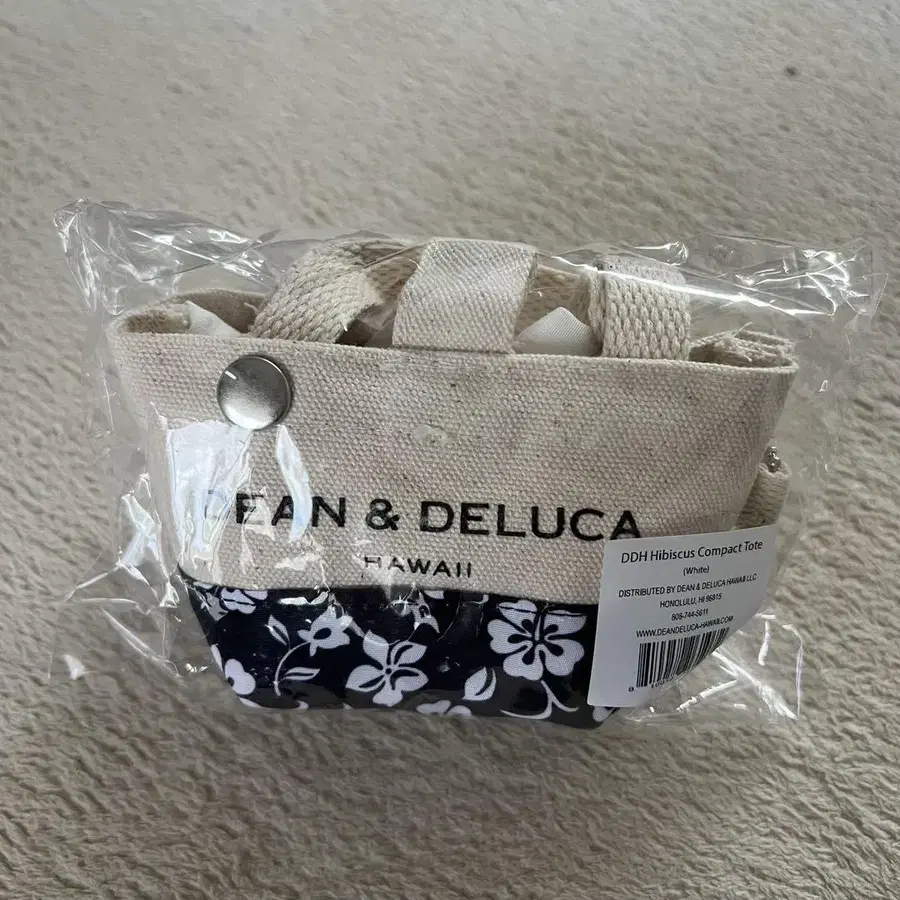 DEAN & DELUCA
HAWAII
DDH Hibiscus Compact Tote
(White)
DISTRIBUTED BY DEAN & DELUCA HAWAII LLC
HONOLULU, HI 96815
808-744-5611
WWW.DEANDELUCA-HAWAII.COM